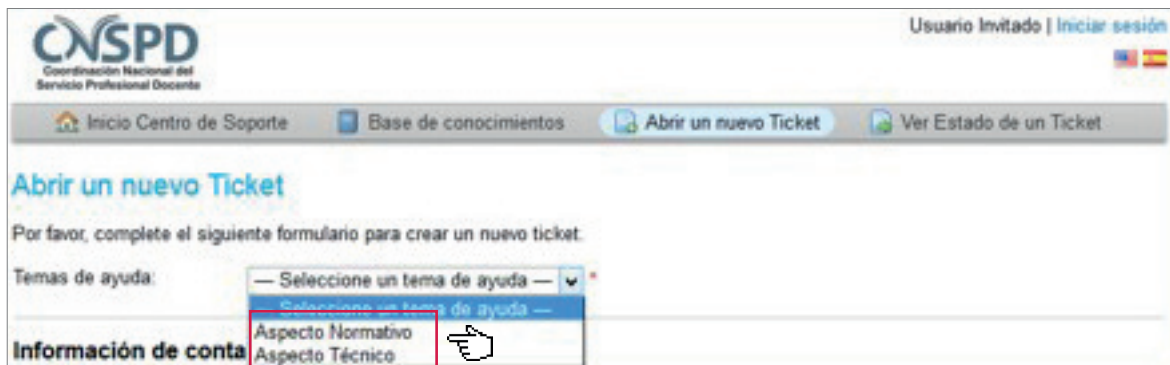 Usuario Invitado | Iniciar sesión
CNSPD
Coordinación Nacional del
Servicio Profesional Docente
Inicio Centro de Soporte Base de conocimientos Abrir un nuevo Ticket Ver Estado de un Ticket
Abrir un nuevo Ticket
Por favor, complete el siguiente formulario para crear un nuevo ticket.
Temas de ayuda: — Seleccione un tema de ayuda — *
— Seleccione un tema de ayuda —
Aspecto Normativo
Información de conta Aspecto Técnico